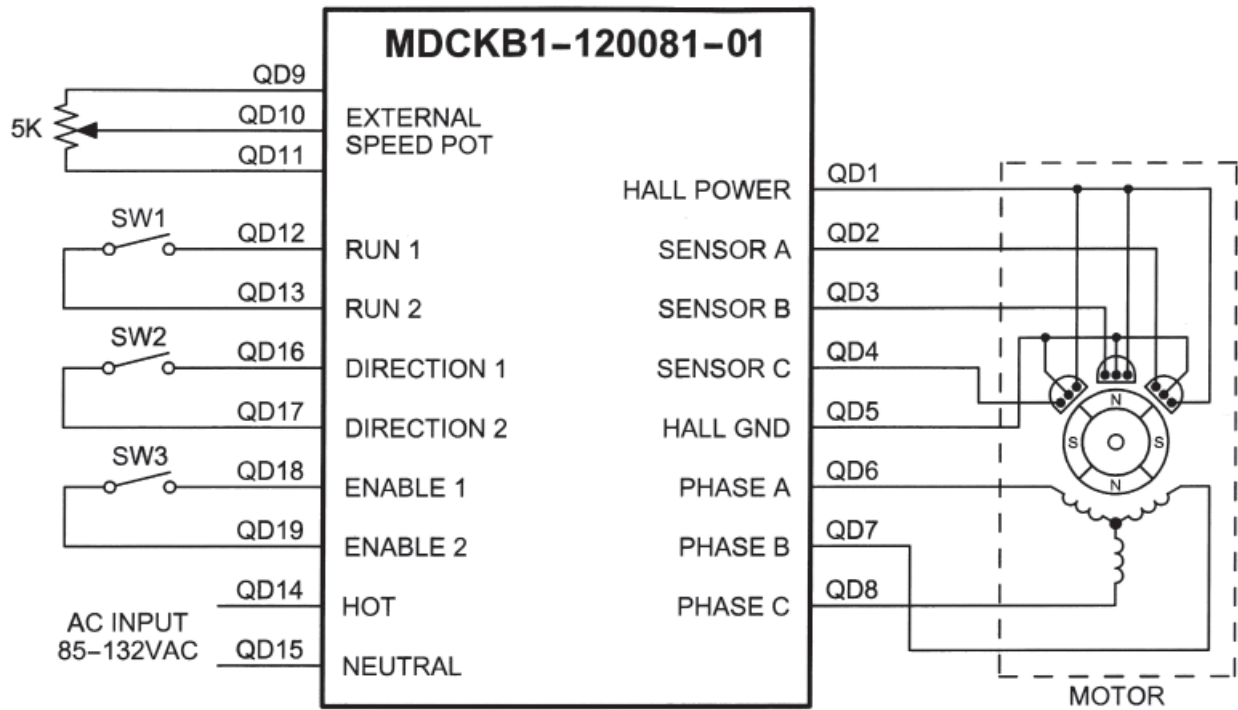 MDCKB1-120081-01
QD9
5K
QD10
EXTERNAL
SPEED POT
QD11
SW1
QD12
RUN 1
QD13
RUN 2
SW2
QD16
DIRECTION 1
QD17
DIRECTION 2
SW3
QD18
ENABLE 1
QD19
ENABLE 2
QD14
HOT
AC INPUT
85-132VAC
QD15
NEUTRAL
HALL POWER
QD1
SENSOR A
QD2
SENSOR B
QD3
SENSOR C
QD4
HALL GND
QD5
PHASE A
QD6
PHASE B
QD7
PHASE C
QD8
N
S
S
N
MOTOR